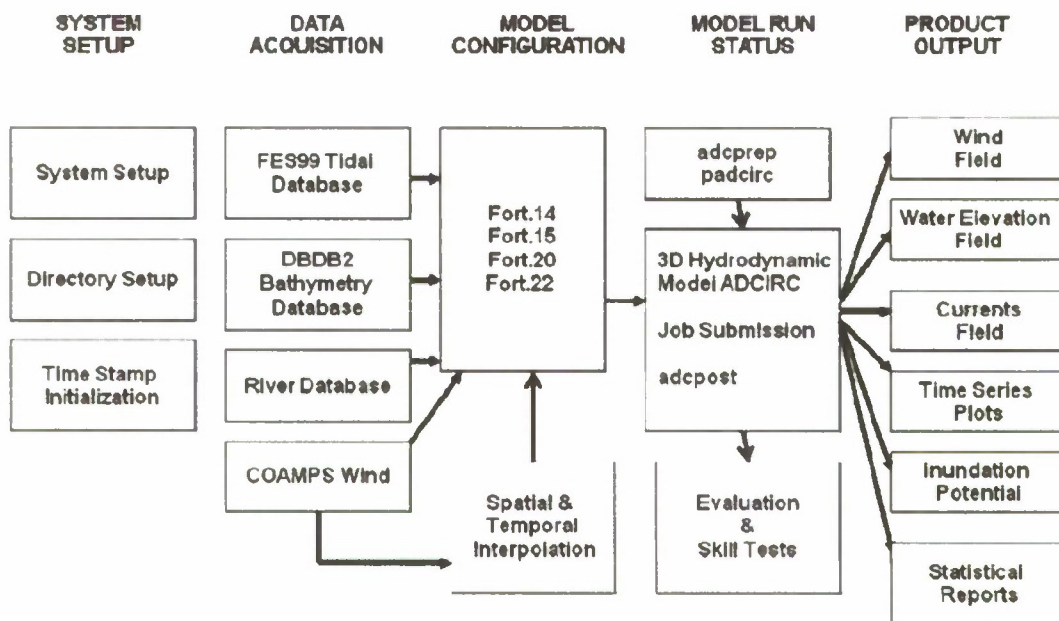 SYSTEM
SETUP
DATA
ACQUISITION
MODEL
CONFIGURATION
MODEL RUN
STATUS
PRODUCT
OUTPUT
System Setup
Directory Setup
Time Stamp
Initialization
FES99 Tidal
Database
DBDB2
Bathymetry
Database
River Database
COAMPS Wind
Fort.14
Fort.15
Fort.20
Fort.22
Spatial &
Temporal
Interpolation
adcprep
padcirc
3D Hydrodynamic
Model ADCIRC
Job Submission
adcpost
Evaluation
&
Skill Tests
Wind
Field
Water Elevation
Field
Currents
Field
Time Series
Plots
Inundation
Potential
Statistical
Reports